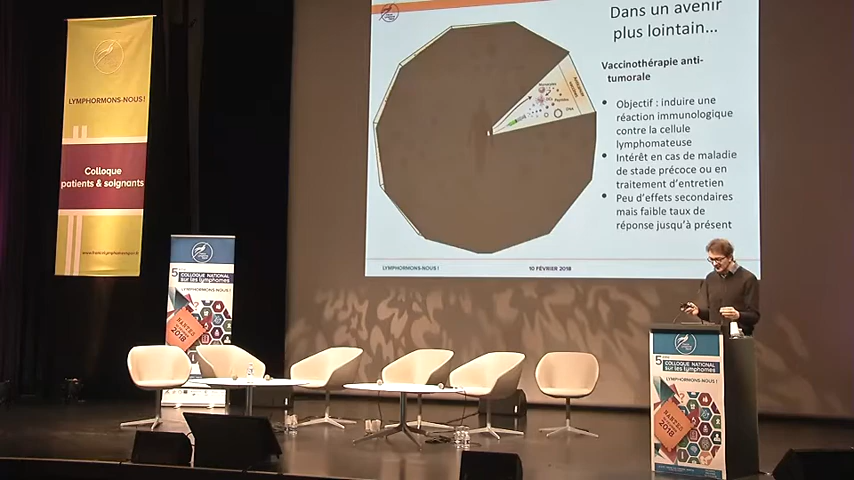 Dans un avenir
plus lointain...
Vaccinothérapie anti-
tumorale
• Objectif : induire une
réaction immunologique
contre la cellule
lymphomateuse
• Intérêt en cas de maladie
de stade précoce ou en
traitement d'entretien
• Peu d'effets secondaires
mais faible taux de
réponse jusqu'à présent
LYMPHORMONS-NOUS !
10 FÉVRIER 2018
LYMPHORMONS-NOUS !
Colloque
patients & soignants
5
COLLOQUE NATIONAL
sur les lymphomes
LYMPHORMONS-NOUS !
NANTES
2018
5
COLLOQUE NATIONAL
sur les lymphomes
LYMPHORMONS-NOUS !
NANTES
2018